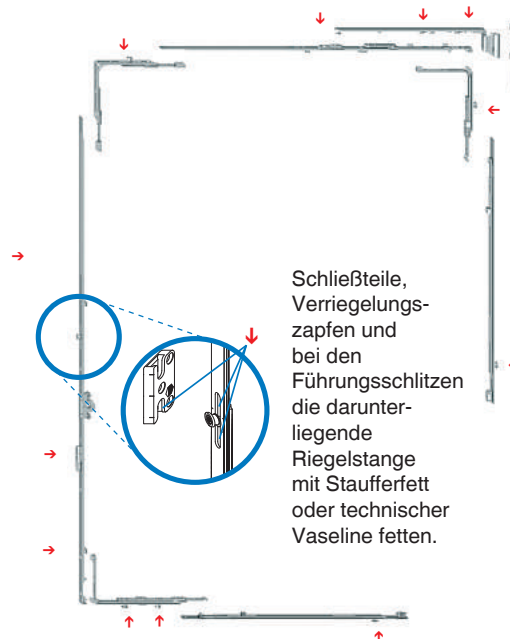 Schließteile,
Verriegelungs-
zapfen und
bei den
Führungsschlitzen
die darunter-
liegende
Riegelstange
mit Staufferfett
oder technischer
Vaseline fetten.